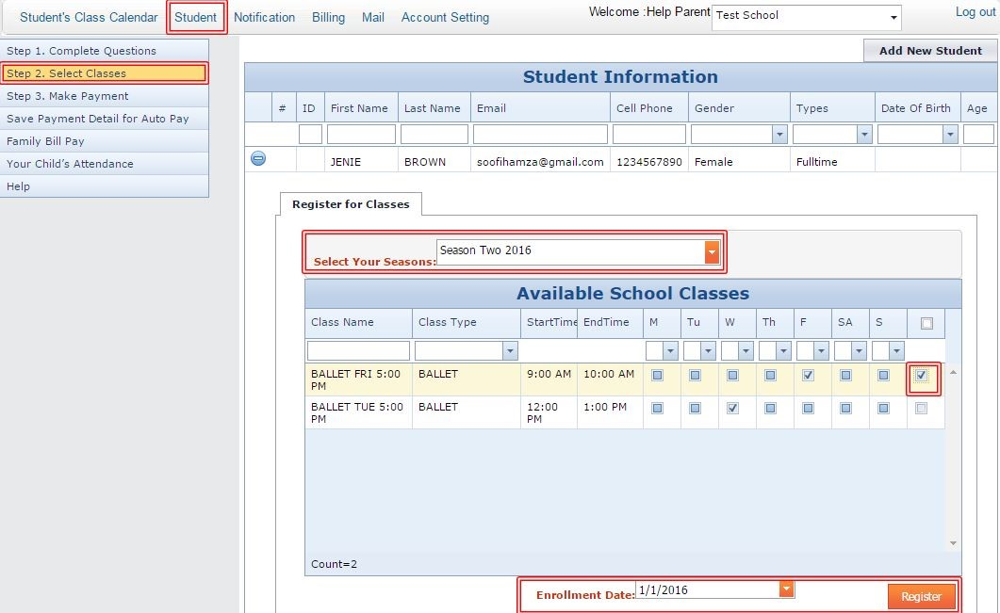 Student's Class Calendar Student Notification Billing Mail Account Setting Welcome :Help Parent Test School Log out
Step 1. Complete Questions
Step 2. Select Classes
Step 3. Make Payment
Save Payment Detail for Auto Pay
Family Bill Pay
Your Child's Attendance
Help
Add New Student
Student Information
# ID First Name Last Name Email Cell Phone Gender Types Date Of Birth Age
JENIE BROWN soofihamza@gmail.com 1234567890 Female Fulltime
Register for Classes
Select Your Seasons: Season Two 2016
Available School Classes
Class Name Class Type StartTime EndTime M Tu W Th F SA S
BALLET FRI 5:00 BALLET 9:00 AM 10:00 AM
PM
BALLET TUE 5:00 BALLET 12:00 1:00 PM
PM PM
Count=2
Enrollment Date: 1/1/2016 Register